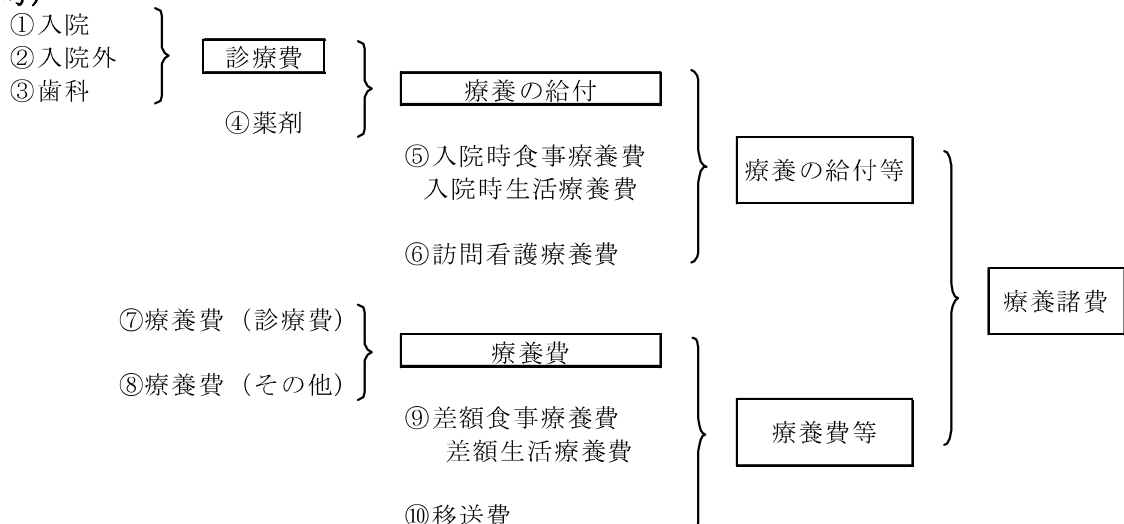 ①入院
②入院外
③歯科
診療費
④薬剤
療養の給付
⑤入院時食事療養費
入院時生活療養費
⑥訪問看護療養費
療養の給付等
⑦療養費（診療費）
⑧療養費（その他）
療養費
⑨差額食事療養費
差額生活療養費
⑩移送費
療養費等
療養諸費